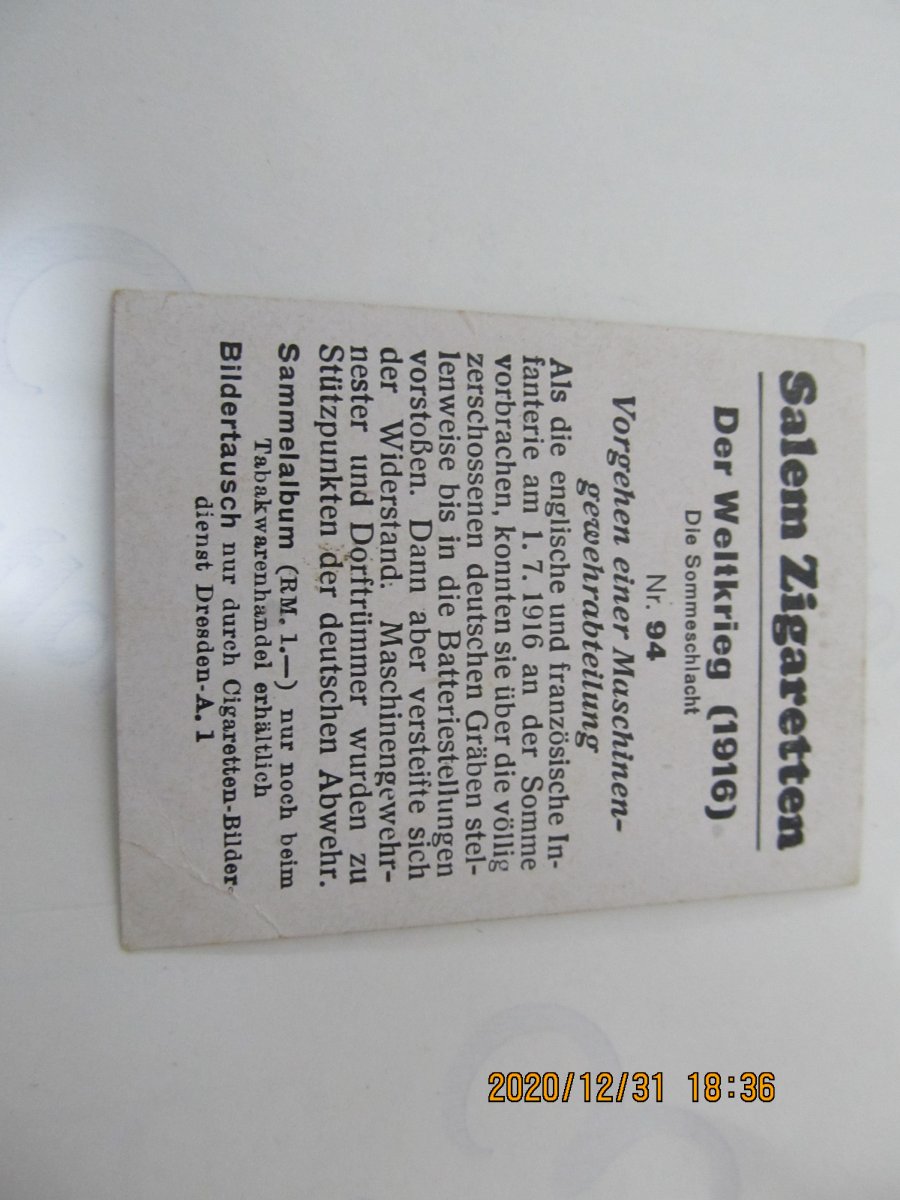 Salem Zigaretten
Der Weltkrieg (1916)
Die Sommeschlacht
Nr. 94
Vorgehen einer Maschinen-
gewehrabteilung
Als die englische und französische In-
fanterie am 1. 7. 1916 an der Somme
vorbrachen, konnten sie über die völlig
zerschossenen deutschen Gräben stel-
lenweise bis in die Batteriestellungen
vorstoßen. Dann aber versteifte sich
der Widerstand. Maschinengewehr-
nester und Dorftrümmer wurden zu
Stützpunkten der deutschen Abwehr.
Sammelalbum (RM. 1.—) nur noch beim
Tabakwarenhandel erhältlich
Bildertausch nur durch Cigaretten-Bilder-
dienst Dresden-A. 1
2020/12/31 18:36